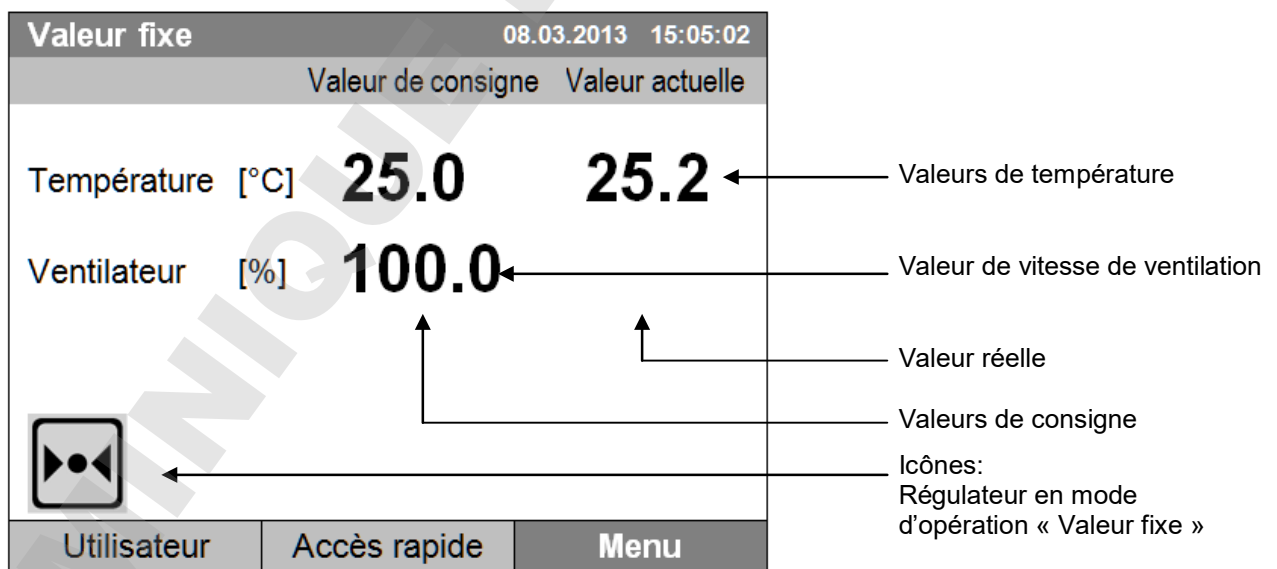 Valeur fixe 08.03.2013 15:05:02
Valeur de consigne Valeur actuelle
Température [°C] 25.0 25.2
Valeurs de température
Ventilateur [%] 100.0
Valeur de vitesse de ventilation
Valeur réelle
Valeurs de consigne
Icônes:
Régulateur en mode
d'opération « Valeur fixe »
Utilisateur Accès rapide Menu